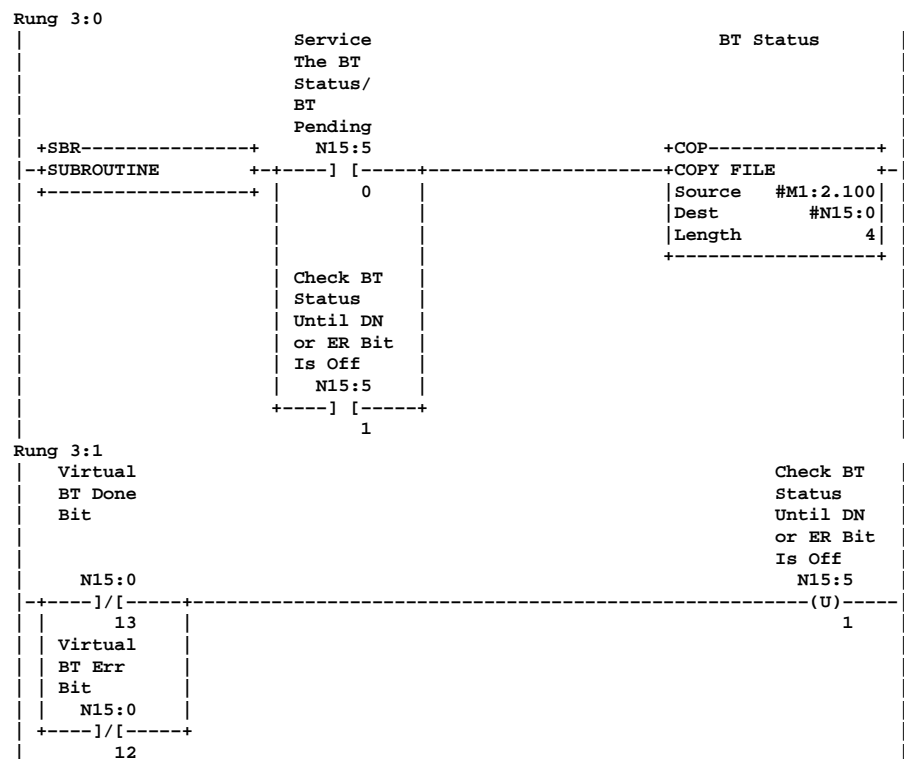 Rung 3:0
Service BT Status
The BT
Status/
BT
Pending
+SBR----------------+ N15:5 +COP---------------+
-+SUBROUTINE +-+----] [-----+---------------------+COPY FILE +-
+-------------------+ 0 |Source #M1:2.100|
|Dest #N15:0|
|Length 4|
+------------------+
Check BT
Status
Until DN
or ER Bit
Is Off
N15:5
+----] [-----+
1
Rung 3:1
Virtual Check BT
BT Done Status
Bit Until DN
or ER Bit
Is Off
N15:0 N15:5
-+----]/[-----+-------------------------------------------------------(U)-----
13 1
Virtual
BT Err
Bit
N15:0
+----]/[-----+
12